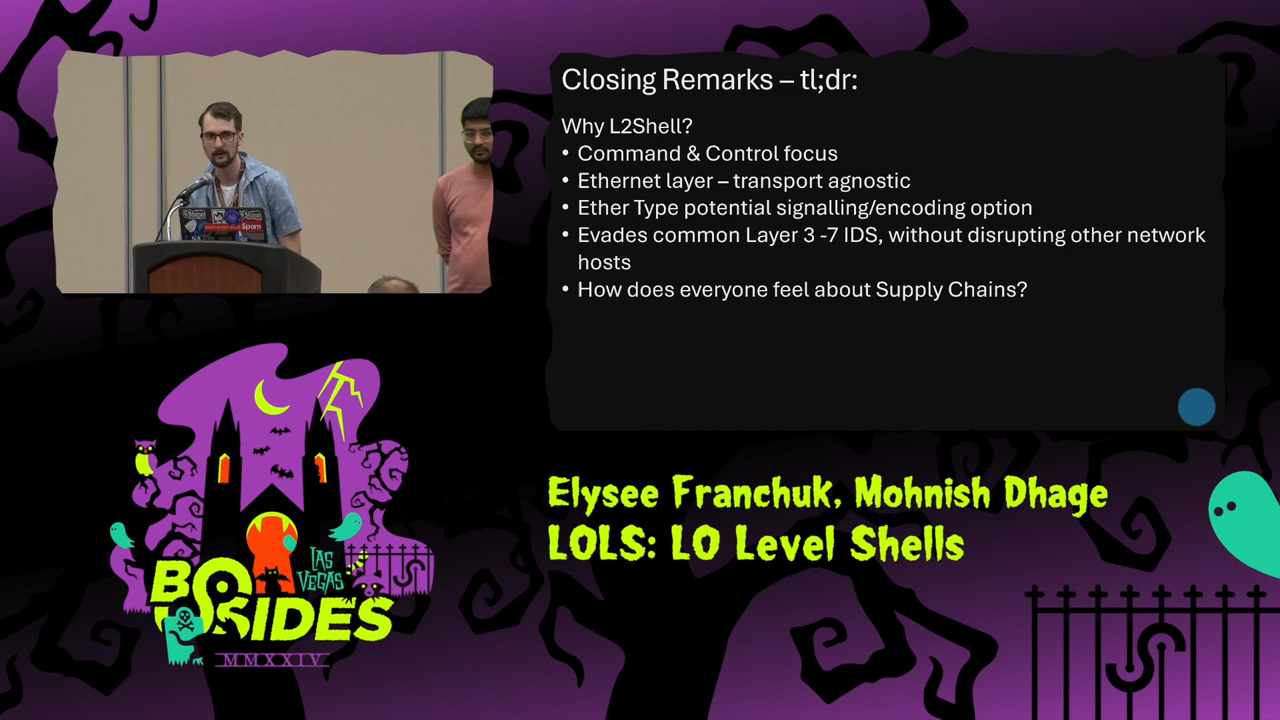 Closing Remarks – tl;dr:
Why L2Shell?
• Command & Control focus
• Ethernet layer – transport agnostic
• Ether Type potential signalling/encoding option
• Evades common Layer 3 -7 IDS, without disrupting other network
hosts
• How does everyone feel about Supply Chains?
Spam
Elysee Franchuk, Mohnish Dhage
LOLS: LO Level Shells
LAS
VEGAS
BSIDES
MMXXIV